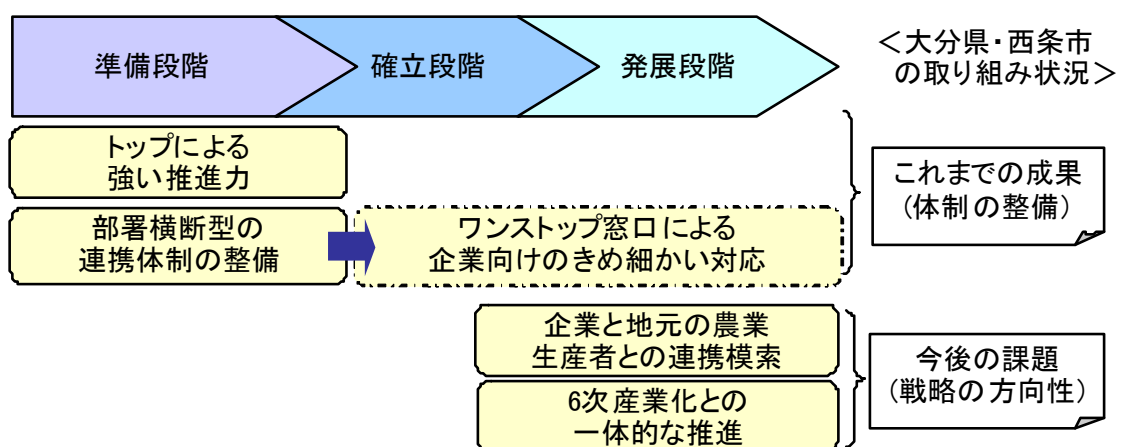 準備段階
確立段階
発展段階
＜大分県・西条市
の取り組み状況＞
トップによる
強い推進力
部署横断型の
連携体制の整備
ワンストップ窓口による
企業向けのきめ細かい対応
これまでの成果
（体制の整備）
企業と地元の農業
生産者との連携模索
6次産業化との
一体的な推進
今後の課題
（戦略の方向性）